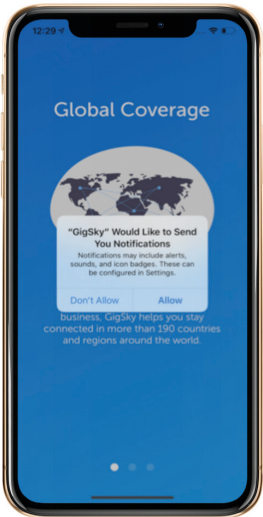 12:29
Global Coverage
"GigSky" Would Like to Send
You Notifications
Notifications may include alerts,
sounds, and icon badges. These can
be configured in Settings.
Don't Allow
Allow
business, GigSky helps you stay
connected in more than 190 countries
and regions around the world.